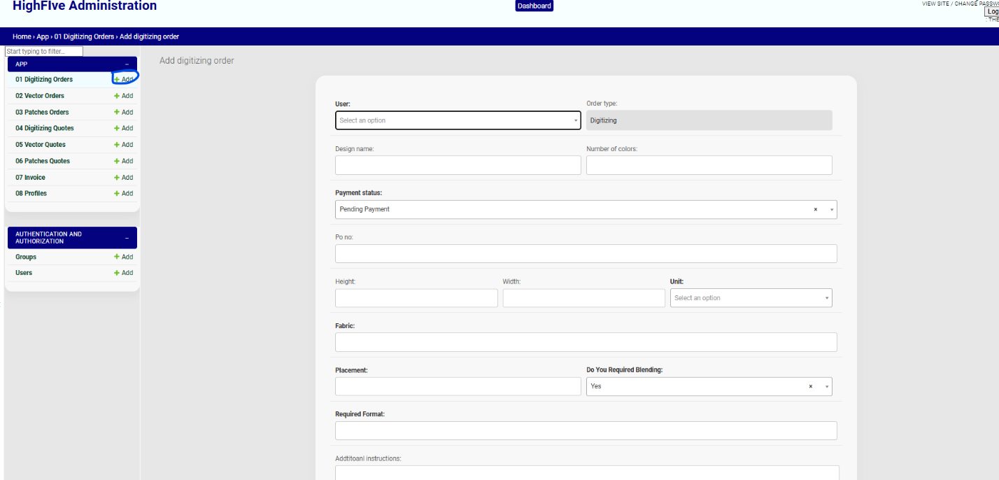 HighFIve Administration
Dashboard
VIEW SITE / CHANGE PASSW
Log
: THE
Home › App › 01 Digitizing Orders › Add digitizing order
Start typing to filter...
APP –
01 Digitizing Orders + Add
02 Vector Orders + Add
03 Patches Orders + Add
04 Digitizing Quotes + Add
05 Vector Quotes + Add
06 Patches Quotes + Add
07 Invoice + Add
08 Profiles + Add
AUTHENTICATION AND
AUTHORIZATION –
Groups + Add
Users + Add
Add digitizing order
User: Order type:
Select an option Digitizing
Design name: Number of colors:
Payment status:
Pending Payment ×
Po no:
Height: Width: Unit:
Select an option
Fabric:
Placement: Do You Required Blending:
Yes ×
Required Format:
Addtitoanl instructions: